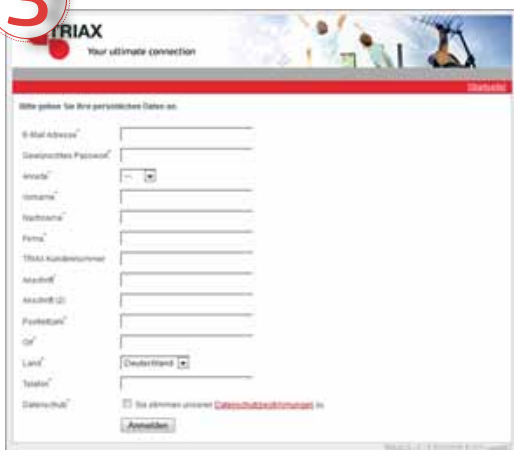 3
TRIAX
Your ultimate connection
Startseite
Bitte geben Sie Ihre persönlichen Daten an
E-Mail Adresse*
Gewünschtes Passwort*
Anrede*
---
Vorname*
Nachname*
Firma*
TRIAX Kundennummer
Anschrift*
Anschrift (2)
Postleitzahl*
Ort*
Land*
Deutschland
Telefon*
Datenschutz*
Sie stimmen unseren Datenschutzbestimmungen zu
Anmelden